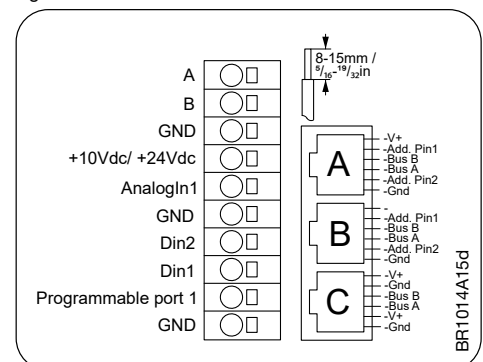 A
B
GND
+10Vdc/ +24Vdc
AnalogIn1
GND
Din2
Din1
Programmable port 1
GND
8-15mm /
5/16-19/32in
A
-V+
-Add. Pin1
-Bus B
-Bus A
-Add. Pin2
-Gnd
B
-
-Add. Pin1
-Bus B
-Bus A
-Add. Pin2
-Gnd
C
-V+
-Gnd
-Bus B
-Bus A
-V+
-Gnd
BR1014A15d